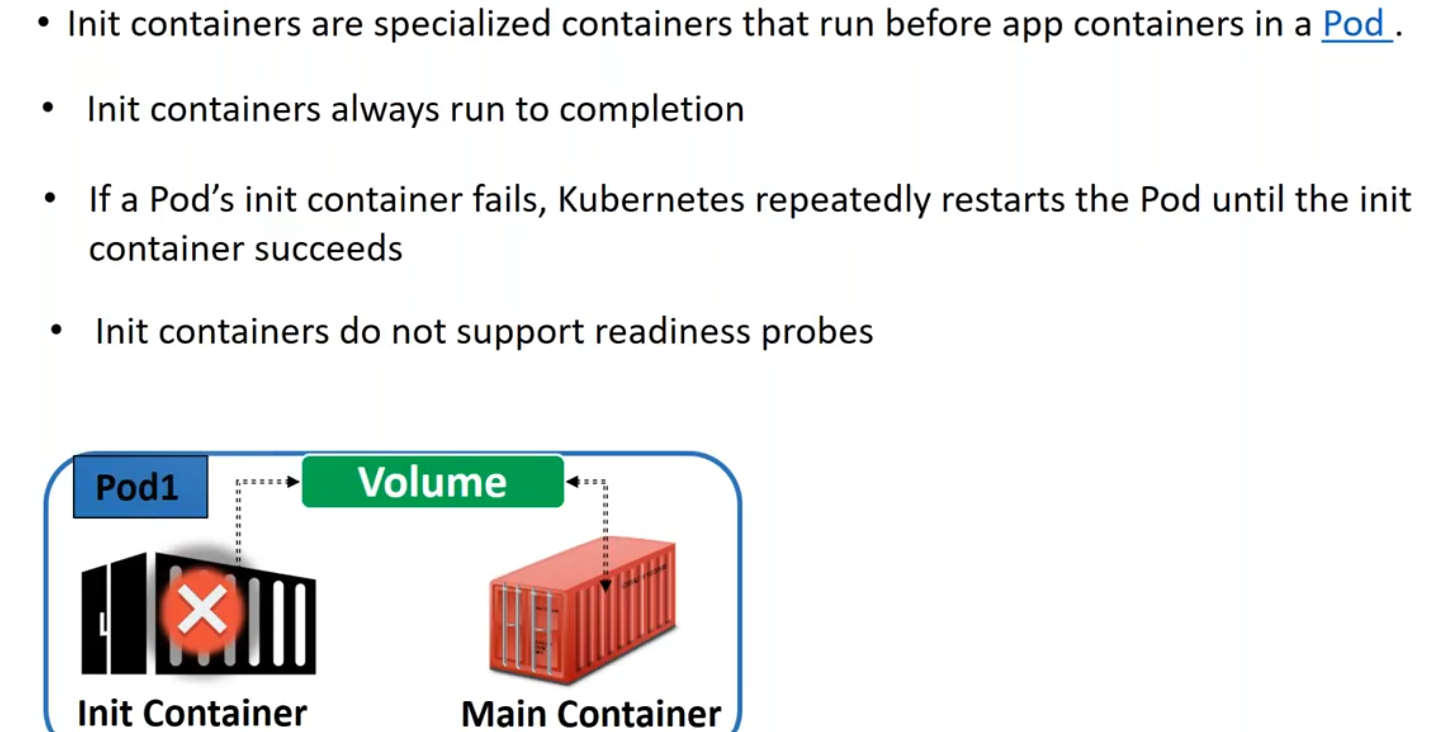 • Init containers are specialized containers that run before app containers in a Pod .
• Init containers always run to completion
• If a Pod’s init container fails, Kubernetes repeatedly restarts the Pod until the init
container succeeds
• Init containers do not support readiness probes
Pod1
Volume
Init Container
Main Container